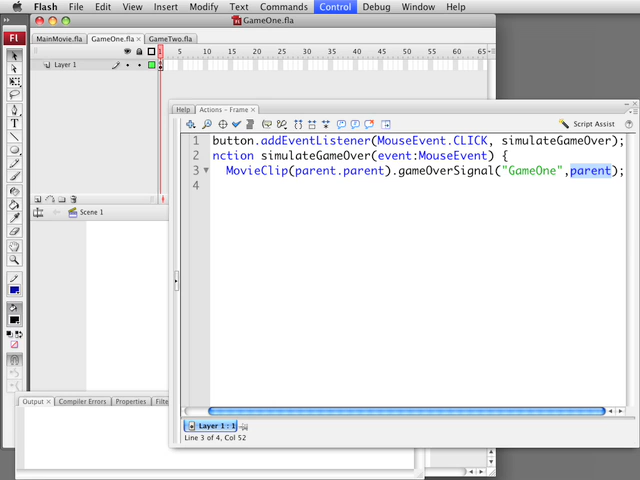 Flash File Edit View Insert Modify Text Commands Control Debug Window Help
GameOne.fla
MainMovie.fla GameOne.fla GameTwo.fla
1 5 10 15 20 25 30 35 40 45 50 55 60 65
Layer 1
Fl
Help Actions - Frame
Script Assist
1 button.addEventListener(MouseEvent.CLICK, simulateGameOver);
2 nction simulateGameOver(event:MouseEvent) {
3 MovieClip(parent.parent).gameOverSignal("GameOne",parent);
4
Scene 1
Output Compiler Errors Properties Filte
Layer 1 : 1
Line 3 of 4, Col 52